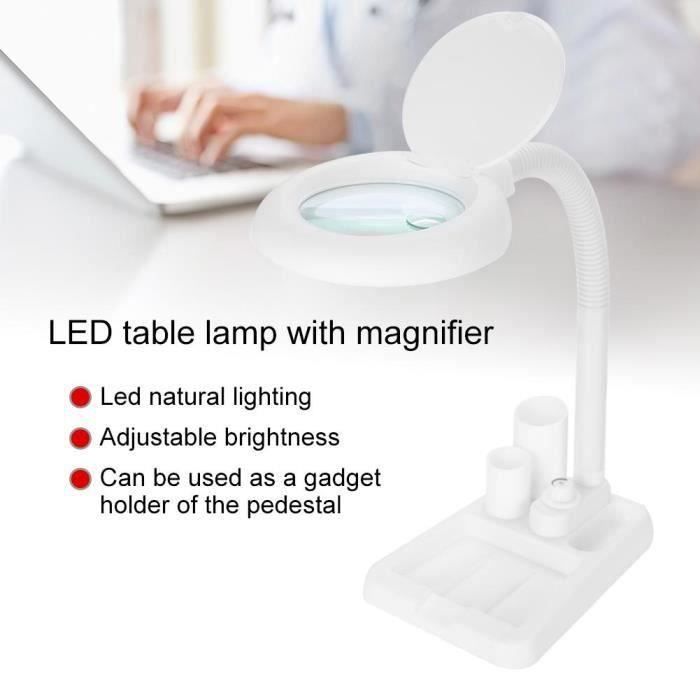 LED table lamp with magnifier
Led natural lighting
Adjustable brightness
Can be used as a gadget
holder of the pedestal